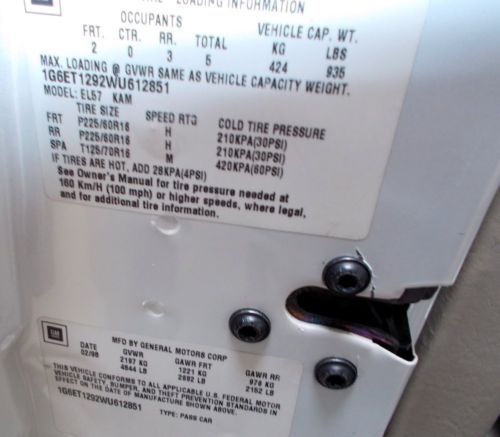 GM
LOADING INFORMATION
OCCUPANTS VEHICLE CAP. WT.
FRT. CTR. RR. TOTAL KG LBS
2 0 3 5 424 935
MAX. LOADING @ GVWR SAME AS VEHICLE CAPACITY WEIGHT.
1G6ET1292WU612851
MODEL: EL57 KAM
TIRE SIZE SPEED RTG COLD TIRE PRESSURE
FRT P225/60R16 H 210KPA(30PSI)
RR P225/60R16 H 210KPA(30PSI)
SPA T125/70R16 M 420KPA(60PSI)
IF TIRES ARE HOT, ADD 28KPA(4PSI)
See Owner's Manual for tire pressure needed at
160 Km/H (100 mph) or higher speeds, where legal,
and for additional tire information.
GM
MFD BY GENERAL MOTORS CORP
DATE GVWR GAWR FRT GAWR RR
02/98 2197 KG 1221 KG 976 KG
4844 LB 2692 LB 2152 LB
THIS VEHICLE CONFORMS TO ALL APPLICABLE U.S. FEDERAL MOTOR
VEHICLE SAFETY, BUMPER, AND THEFT PREVENTION STANDARDS IN
EFFECT ON THE DATE OF MANUFACTURE SHOWN ABOVE.
1G6ET1292WU612851
TYPE: PASS CAR